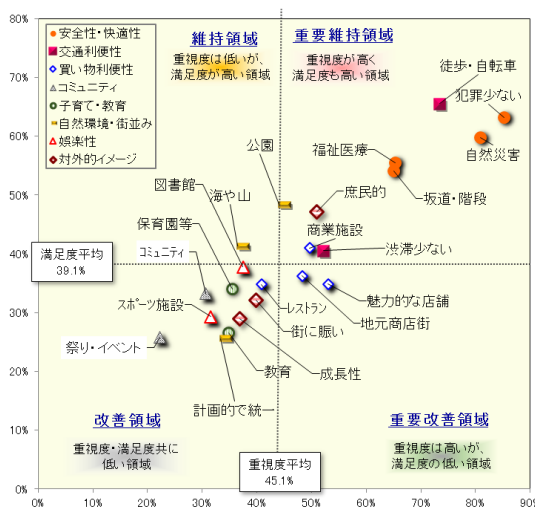 80%
70%
60%
50%
40%
30%
20%
10%
0%
安全性・快適性
交通利便性
買い物利便性
コミュニティ
子育て・教育
自然環境・街並み
娯楽性
対外的イメージ
維持領域
重視度は低いが、
満足度が高い領域
重要維持領域
重視度が高く
満足度も高い領域
徒歩・自転車
犯罪少ない
自然災害
福祉医療
坂道・階段
公園
庶民的
図書館
海や山
商業施設
渋滞少ない
保育園等
満足度平均
39.1%
コミュニティ
スポーツ施設
レストラン
魅力的な店舗
地元商店街
街に賑い
祭り・イベント
教育
成長性
計画的で統一
改善領域
重視度・満足度共に
低い領域
重要改善領域
重視度は高いが、
満足度の低い領域
重視度平均
45.1%
0%
10%
20%
30%
40%
50%
60%
70%
80%
90%